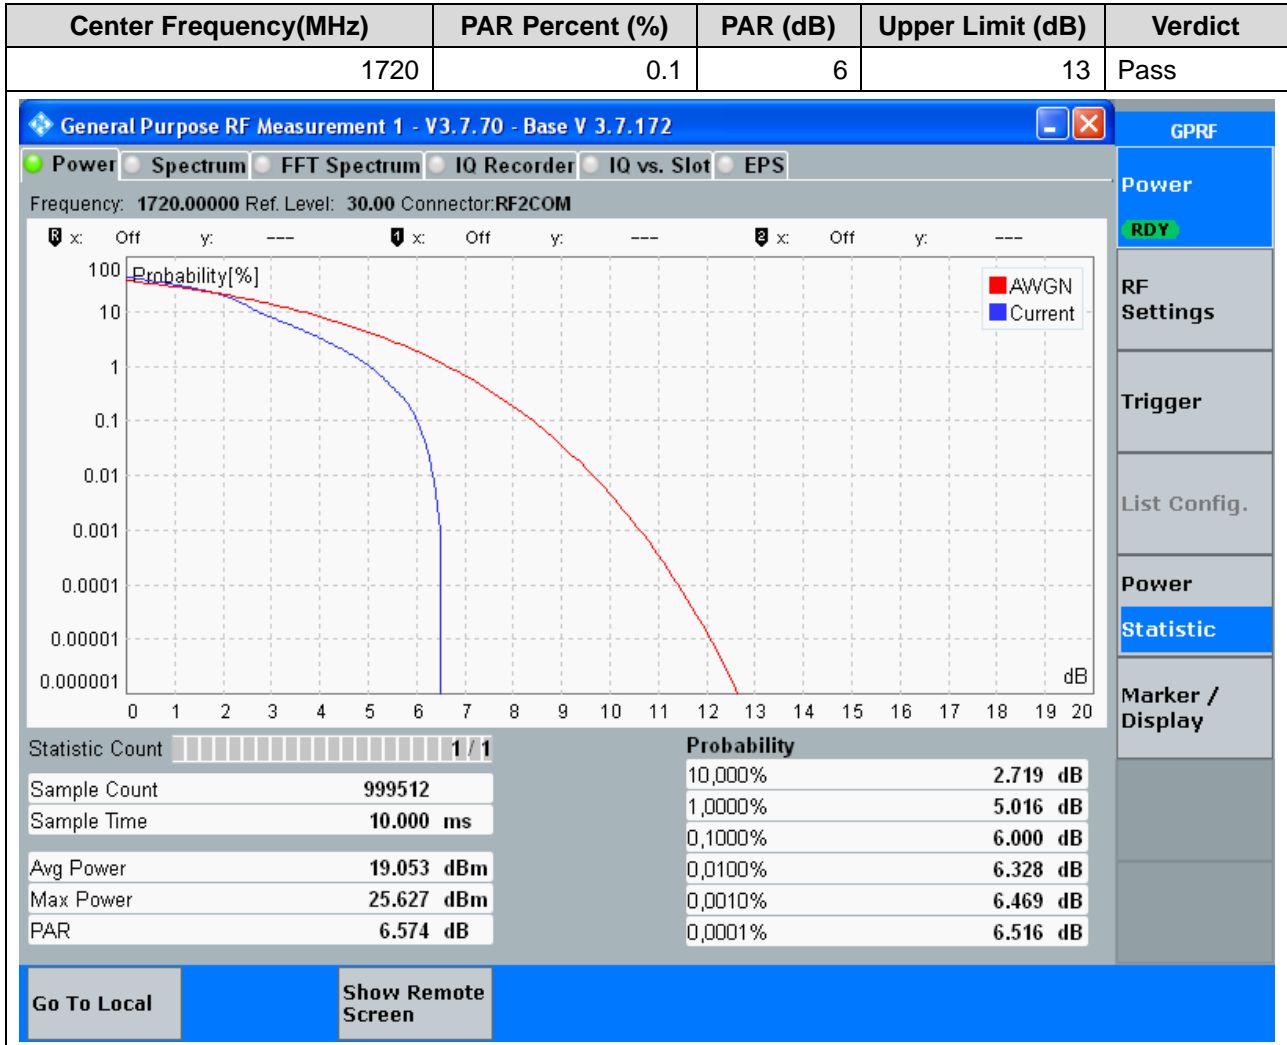 Center Frequency(MHz) PAR Percent (%) PAR (dB) Upper Limit (dB) Verdict
1720 0.1 6 13 Pass
General Purpose RF Measurement 1 - V3.7.70 - Base V 3.7.172
GPRF
Power Spectrum FFT Spectrum IQ Recorder IQ vs. Slot EPS
Power
RDY
Frequency: 1720.00000 Ref. Level: 30.00 Connector:RF2COM
R x: Off y: --- 1 x: Off y: --- 2 x: Off y: ---
Probability[%]
AWGN
Current
100
10
1
0.1
0.01
0.001
0.0001
0.00001
0.000001
dB
0 1 2 3 4 5 6 7 8 9 10 11 12 13 14 15 16 17 18 19 20
RF
Settings
Trigger
List Config.
Power
Statistic
Marker /
Display
Statistic Count 1 / 1
Sample Count 999512
Sample Time 10.000 ms
Avg Power 19.053 dBm
Max Power 25.627 dBm
PAR 6.574 dB
Probability
10,000% 2.719 dB
1,0000% 5.016 dB
0,1000% 6.000 dB
0,0100% 6.328 dB
0,0010% 6.469 dB
0,0001% 6.516 dB
Go To Local
Show Remote
Screen